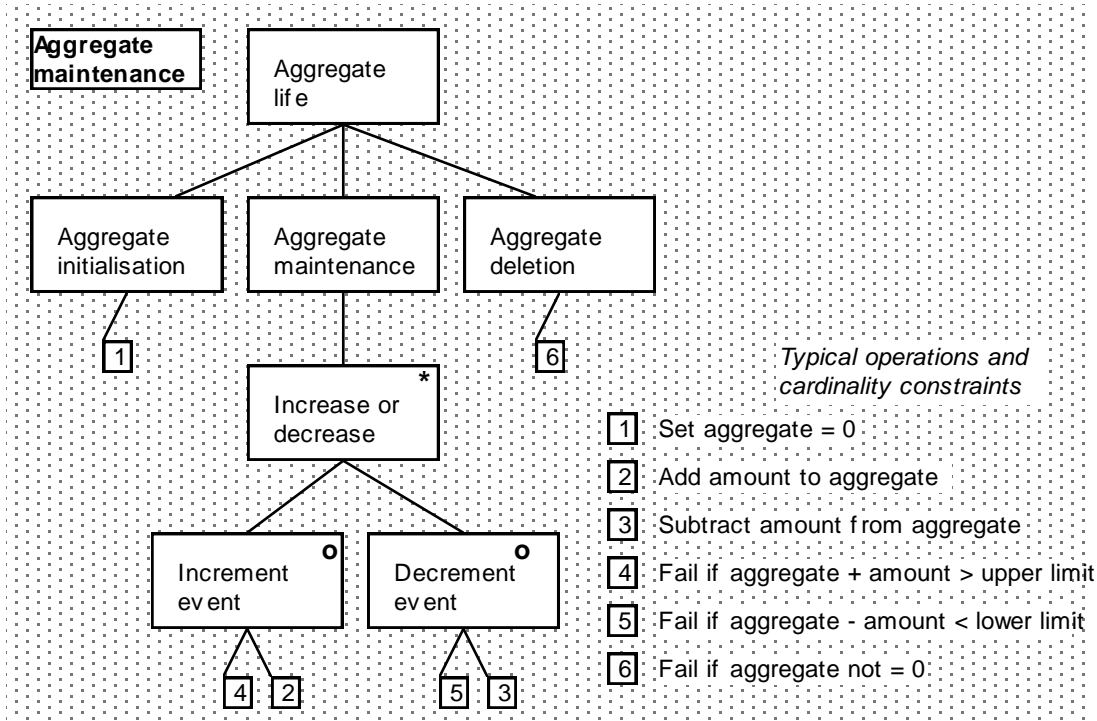 Aggregate
maintenance
Aggregate
life
Aggregate
initialisation
Aggregate
maintenance
Aggregate
deletion
1
6
*
Increase or
decrease
o
Increment
event
o
Decrement
event
4
2
5
3
Typical operations and
cardinality constraints
1 Set aggregate = 0
2 Add amount to aggregate
3 Subtract amount from aggregate
4 Fail if aggregate + amount > upper limit
5 Fail if aggregate - amount < lower limit
6 Fail if aggregate not = 0